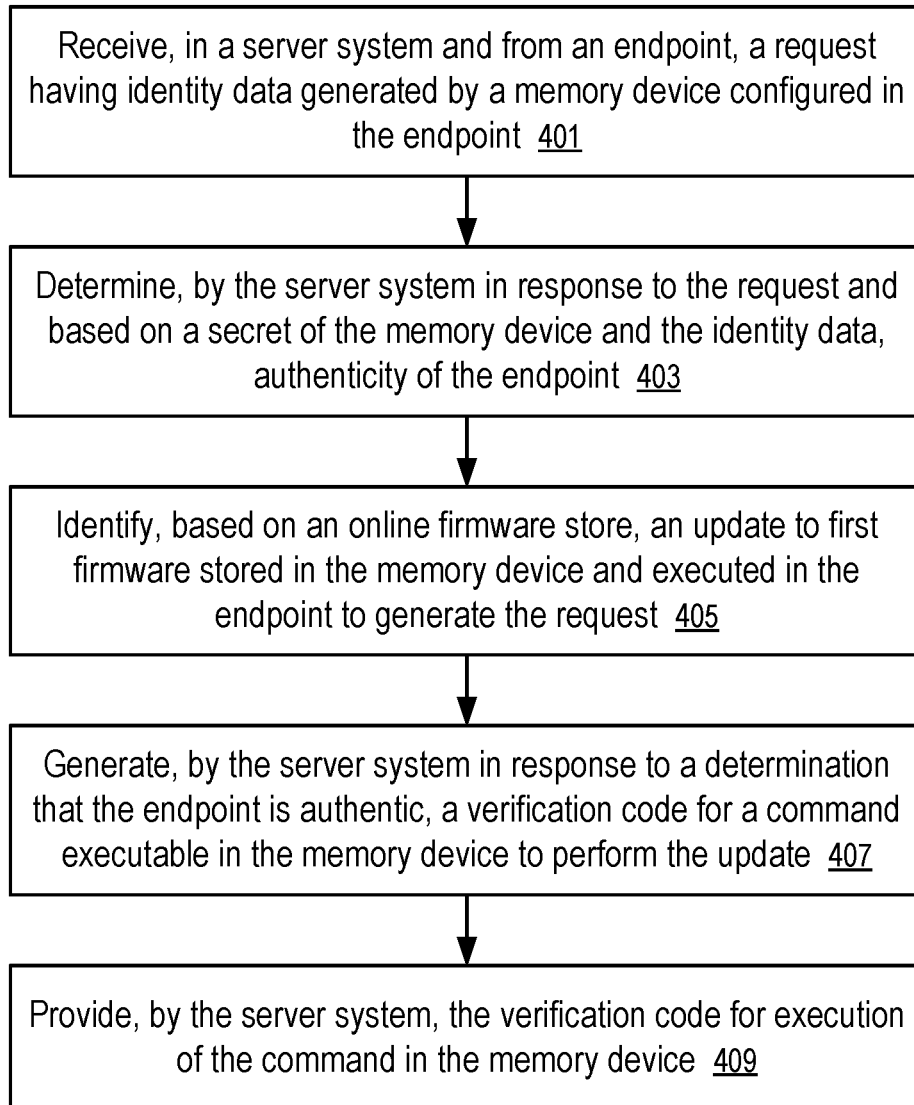 Receive, in a server system and from an endpoint, a request
having identity data generated by a memory device configured in
the endpoint 401
Determine, by the server system in response to the request and
based on a secret of the memory device and the identity data,
authenticity of the endpoint 403
Identify, based on an online firmware store, an update to first
firmware stored in the memory device and executed in the
endpoint to generate the request 405
Generate, by the server system in response to a determination
that the endpoint is authentic, a verification code for a command
executable in the memory device to perform the update 407
Provide, by the server system, the verification code for execution
of the command in the memory device 409